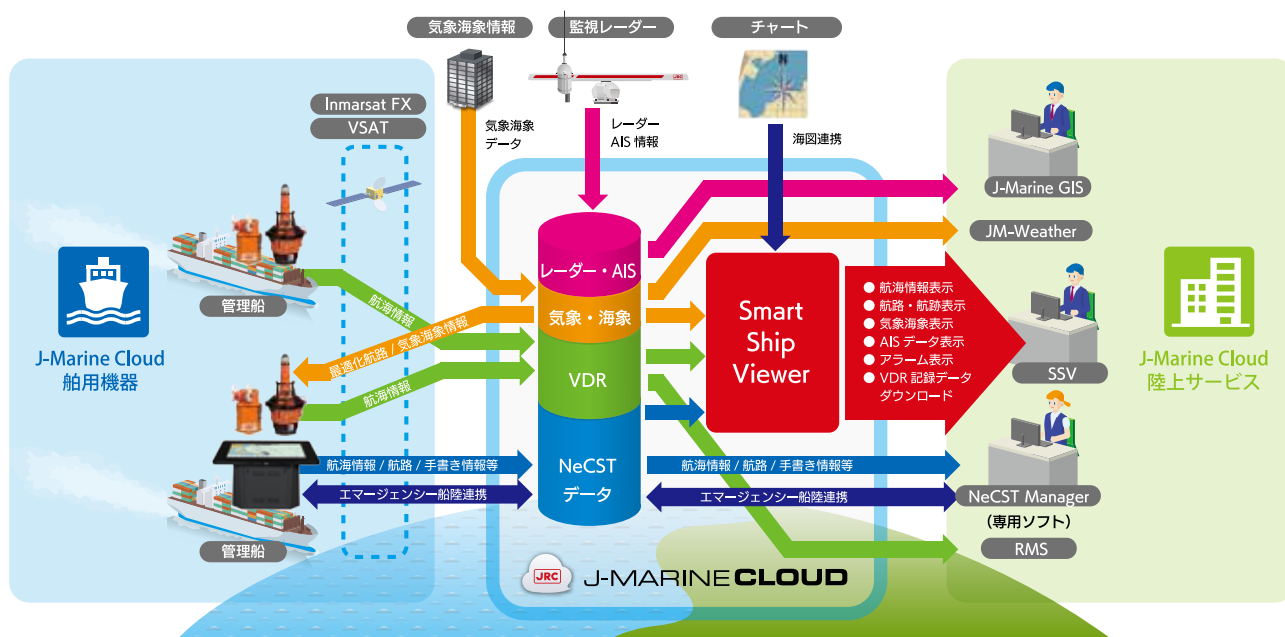 気象海象情報
監視レーダー
チャート
JRC
N
Inmarsat FX
VSAT
気象海象
データ
レーダー
AIS 情報
海図連携
J-Marine GIS
JM-Weather
レーダー・AIS
気象・海象
VDR
NeCST
データ
Smart
Ship
Viewer
● 航海情報表示
● 航路・航跡表示
● 気象海象表示
● AIS データ表示
● アラーム表示
● VDR 記録データ
ダウンロード
SSV
J-Marine Cloud
舶用機器
J-Marine Cloud
陸上サービス
管理船
航海情報
最適化航路 / 気象海象情報
航海情報
航海情報 / 航路 / 手書き情報等
エマージェンシー船陸連携
管理船
航海情報 / 航路 / 手書き情報等
エマージェンシー船陸連携
NeCST Manager
(専用ソフト)
RMS
JRC J-MARINE CLOUD